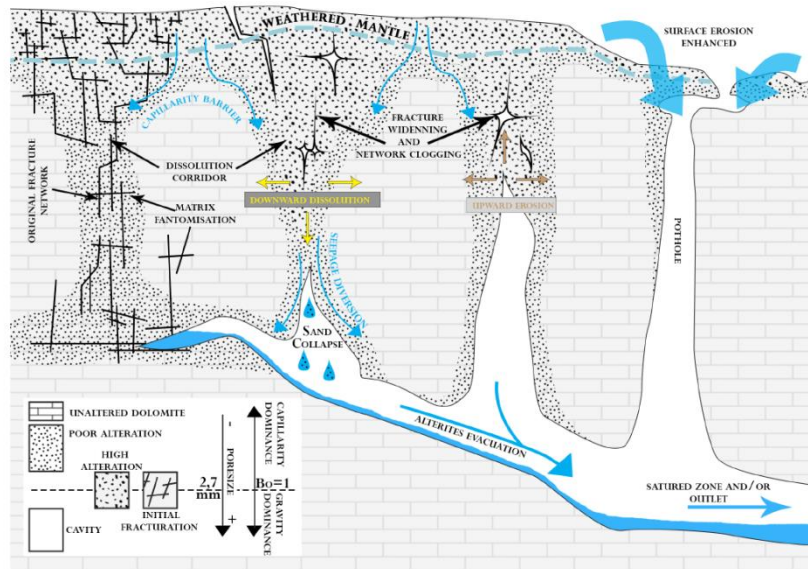 WEATHERED MANTLE
SURFACE EROSION
ENHANCED
CAPILLARITY BARRIER
FRACTURE
WIDENNING
AND
NETWORK CLOGGING
DISSOLUTION
CORRIDOR
ORIGINAL FRACTURE
NETWORK
MATRIX
FANTOMISATION
DOWNWARD DISSOLUTION
UPWARD EROSION
POTHOLE
SEEPAGE DIVERSION
SAND
COLLAPSE
ALTERITES EVACUATION
SATURED ZONE AND/OR
OUTLET
UNALTERED DOLOMITE
POOR ALTERATION
HIGH
ALTERATION
INITIAL
FRACTURATION
CAVITY
-
PORESIZE
2,7
mm
+
CAPILLARITY
DOMINANCE
BO=1
GRAVITY
DOMINANCE